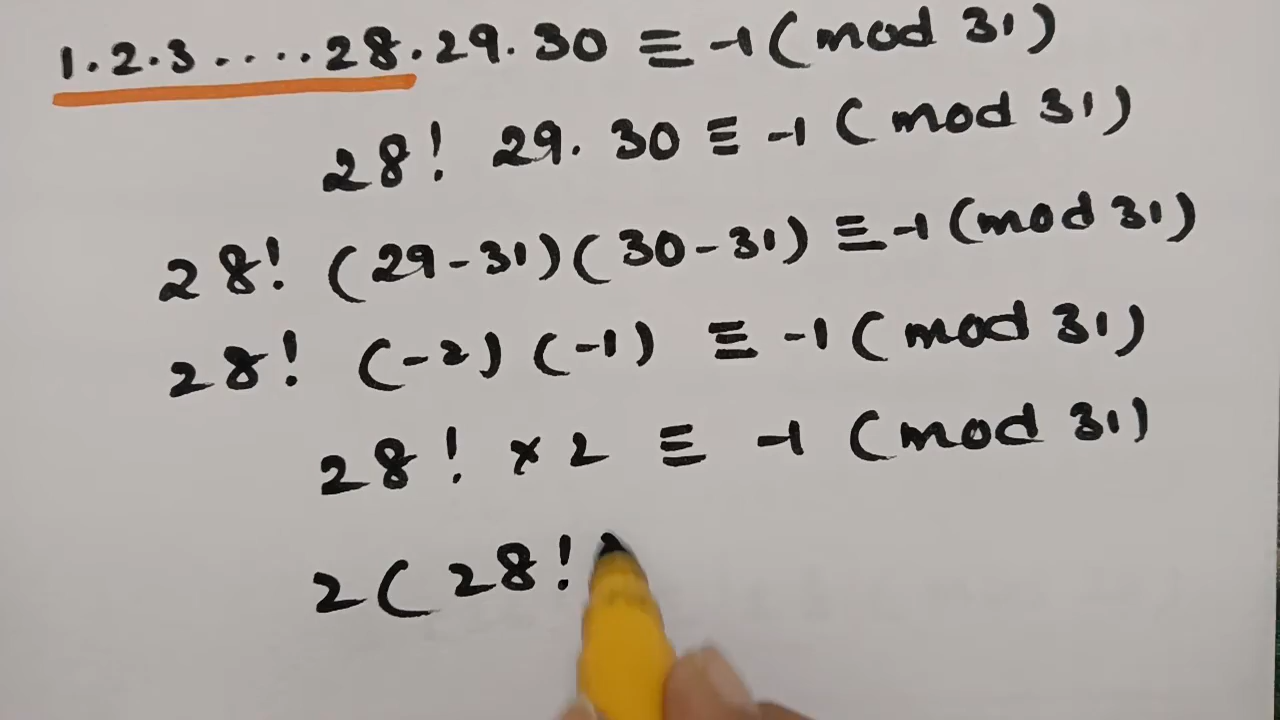 1.2.3.....28.29.30 ≡ -1 (mod 31)
28! 29.30 ≡ -1 (mod 31)
28! (29-31)(30-31) ≡ -1 (mod 31)
28! (-2)(-1) ≡ -1 (mod 31)
28! × 2 ≡ -1 (mod 31)
2(28!